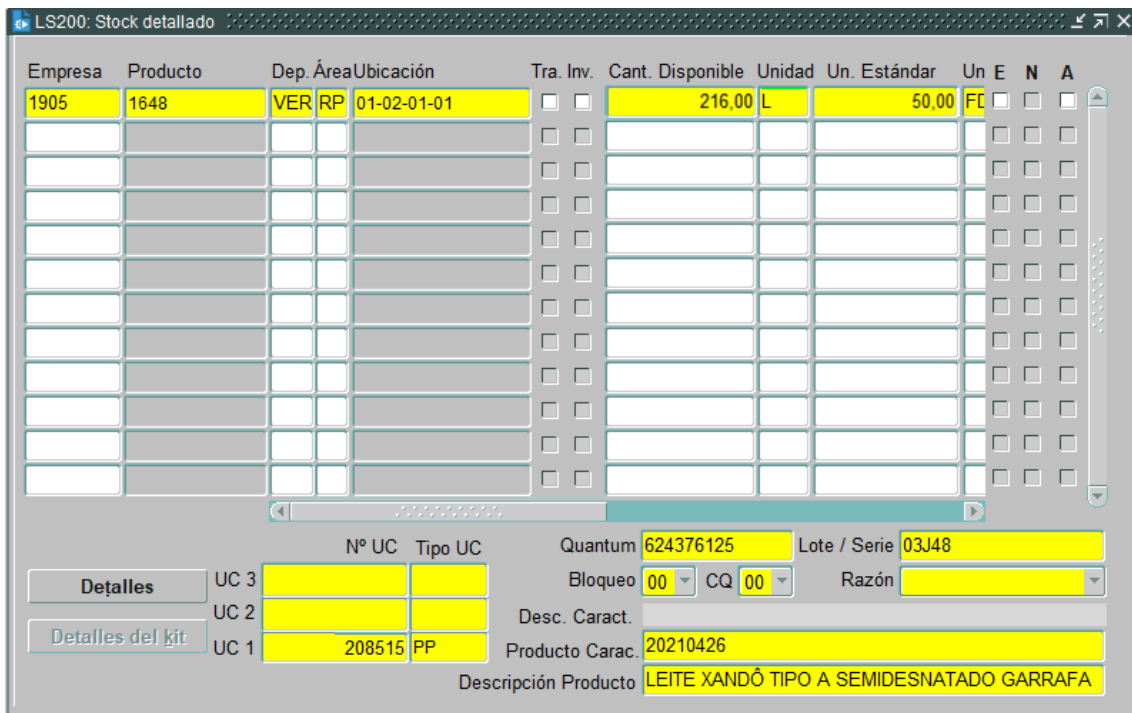 LS200: Stock detallado
Empresa Producto Dep. Área Ubicación Tra. Inv. Cant. Disponible Unidad Un. Estándar Un E N A
1905 1648 VER RP 01-02-01-01 216,00 L 50,00
Nº UC Tipo UC Quantum 624376125 Lote / Serie 03J48
Detalles UC 3 Bloqueo 00 CQ 00 Razón
UC 2 Desc. Caract.
Detalles del kit UC 1 208515 PP Producto Carac. 20210426
Descripción Producto LEITE XANDÔ TIPO A SEMIDESNATADO GARRAFA